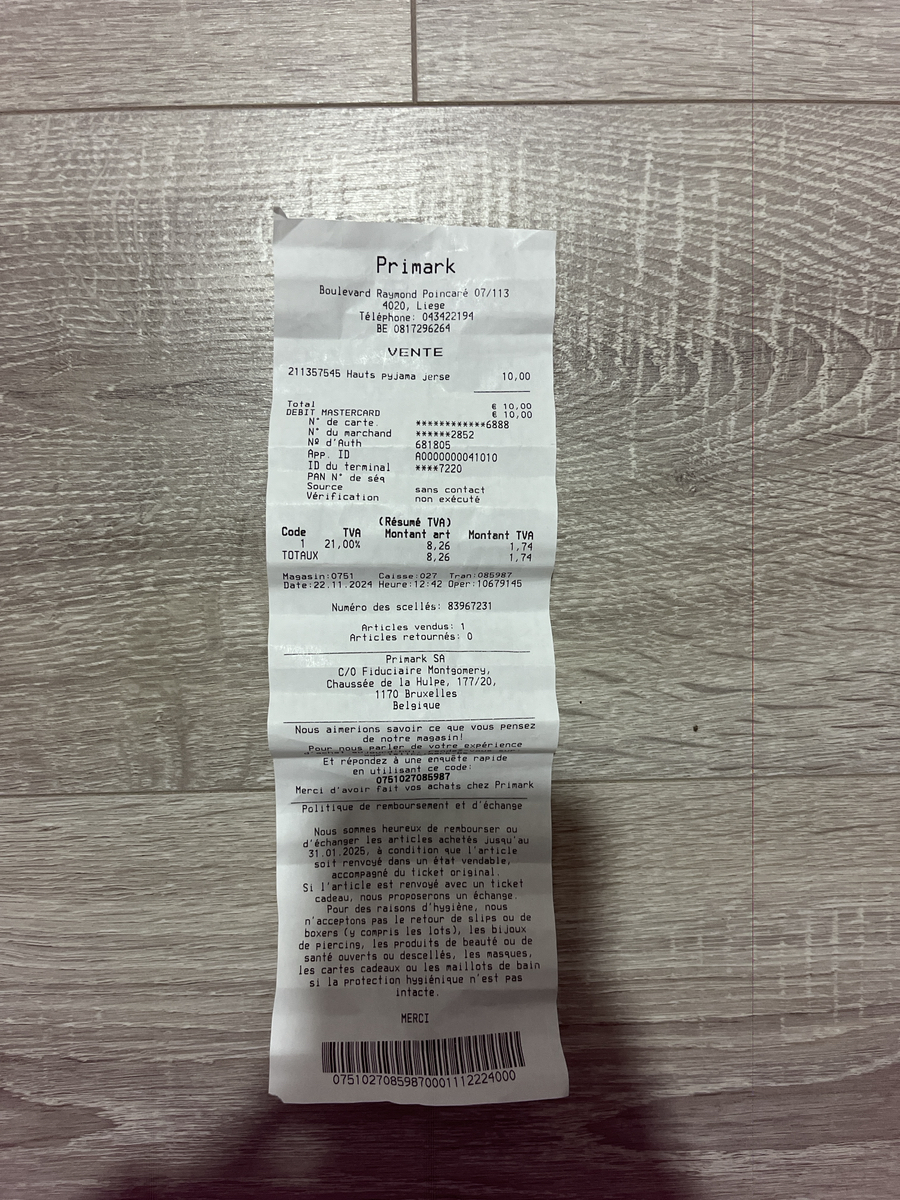 Primark
Boulevard Raymond Poincaré 07/113
4020, Liege
Téléphone: 043422194
BE 0817296264
VENTE
211357545 Hauts pyjama jerse 10,00
Total € 10,00
DEBIT MASTERCARD € 10,00
N° de carte. ************6888
N° du marchand ******2852
Nº d'Auth 681805
App. ID A0000000041010
ID du terminal ****7220
PAN N° de séq
Source sans contact
Vérification non exécuté
(Résumé TVA)
Code TVA Montant art Montant TVA
1 21,00% 8,26 1,74
TOTAUX 8,26 1,74
Magasin:0751 Caisse:027 Tran:085987
Date:22.11.2024 Heure:12:42 Oper:10679145
Numéro des scellés: 83967231
Articles vendus: 1
Articles retournés: 0
Primark SA
C/O Fiduciaire Montgomery,
Chaussée de la Hulpe, 177/20,
1170 Bruxelles
Belgique
Nous aimerions savoir ce que vous pensez
de notre magasin!
Pour nous parler de votre expérience
Et répondez à une enquête rapide
en utilisant ce code:
0751027085987
Merci d'avoir fait vos achats chez Primark
Politique de remboursement et d'échange
Nous sommes heureux de rembourser ou
d'échanger les articles achetés jusqu'au
31.01.2025, à condition que l'article
soit renvoyé dans un état vendable,
accompagné du ticket original.
Si l'article est renvoyé avec un ticket
cadeau, nous proposerons un échange.
Pour des raisons d'hygiène, nous
n'acceptons pas le retour de slips ou de
boxers (y compris les lots), les bijoux
de piercing, les produits de beauté ou de
santé ouverts ou descellés, les masques,
les cartes cadeaux ou les maillots de bain
si la protection hygiénique n'est pas
intacte.
MERCI
07510270859870001112224000